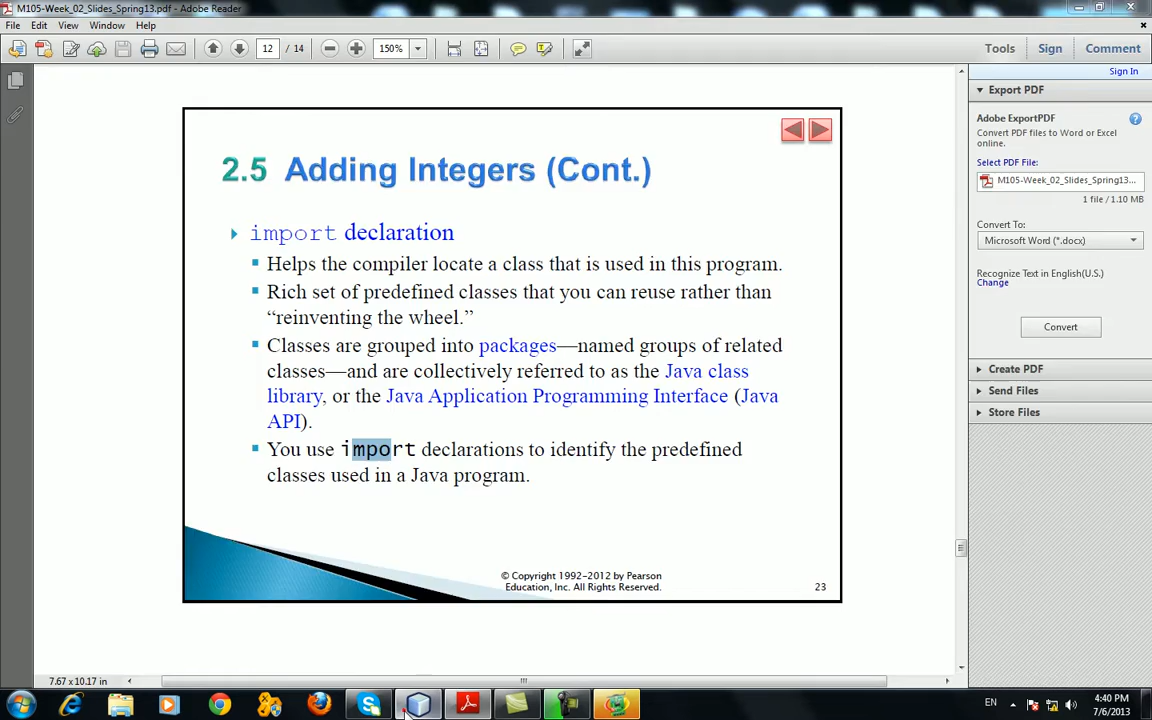 M105-Week_02_Slides_Spring13.pdf - Adobe Reader
File Edit View Window Help
12 / 14 150% Tools Sign Comment
Sign In
Export PDF
Adobe ExportPDF
Convert PDF files to Word or Excel
online.
Select PDF File:
M105-Week_02_Slides_Spring13...
1 file / 1.10 MB
Convert To:
Microsoft Word (*.docx)
Recognize Text in English(U.S.)
Change
Convert
Create PDF
Send Files
Store Files
2.5 Adding Integers (Cont.)
import declaration
Helps the compiler locate a class that is used in this program.
Rich set of predefined classes that you can reuse rather than
“reinventing the wheel.”
Classes are grouped into packages—named groups of related
classes—and are collectively referred to as the Java class
library, or the Java Application Programming Interface (Java
API).
You use import declarations to identify the predefined
classes used in a Java program.
© Copyright 1992-2012 by Pearson
Education, Inc. All Rights Reserved.
23
7.67 x 10.17 in
EN
4:40 PM
7/6/2013